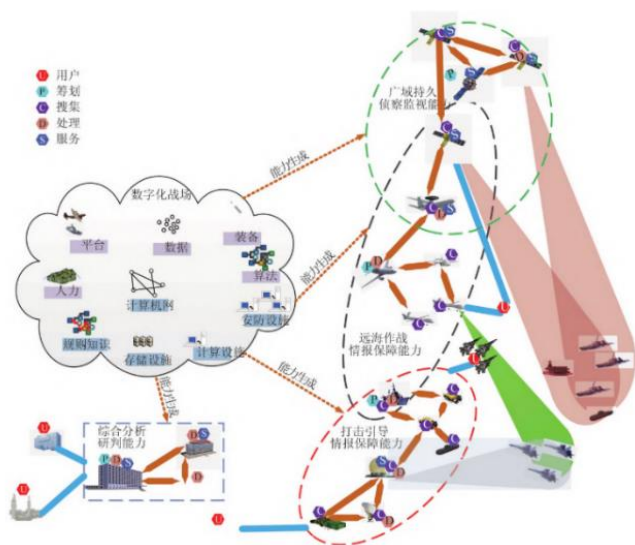 U 用户
P 筹划
C 搜集
D 处理
S 服务
广域持久
侦察监视能力
能力生成
数字化战场
平台
数据
装备
人力
计算机网
算法
安防设施
规则知识
存储设施
计算设施
能力生成
能力生成
能力生成
远海作战
情报保障能力
打击引导
情报保障能力
综合分析
研判能力